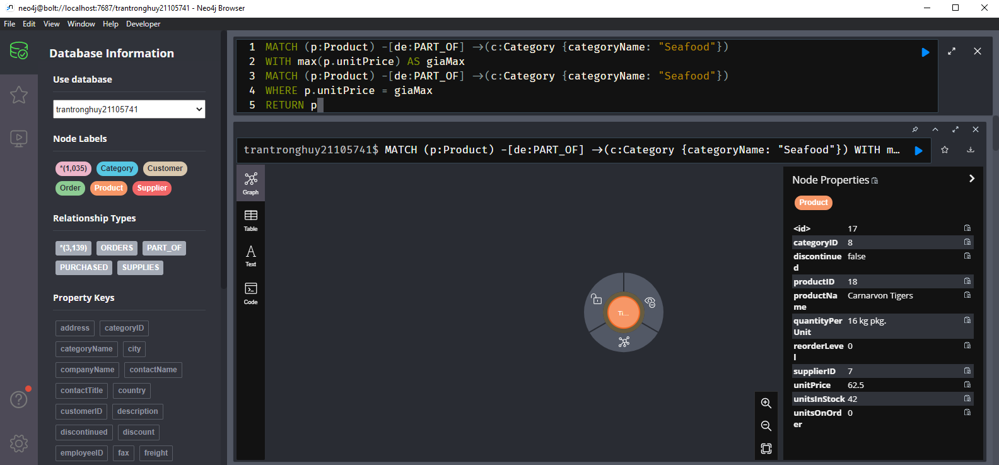 neo4j@bolt://localhost:7687/trantronghuy21105741 - Neo4j Browser
File Edit View Window Help Developer
Database Information
Use database
trantronghuy21105741
Node Labels
*(1,035) Category Customer
Order Product Supplier
Relationship Types
*(3,139) ORDERS PART_OF
PURCHASED SUPPLIES
Property Keys
address categoryID
categoryName city
companyName contactName
contactTitle country
customerID description
discontinued discount
employeeID fax freight
1 MATCH (p:Product) -[de:PART_OF] ->(c:Category {categoryName: "Seafood"})
2 WITH max(p.unitPrice) AS giaMax
3 MATCH (p:Product) -[de:PART_OF] ->(c:Category {categoryName: "Seafood"})
4 WHERE p.unitPrice = giaMax
5 RETURN p
trantronghuy21105741$ MATCH (p:Product) -[de:PART_OF] ->(c:Category {categoryName: "Seafood"}) WITH m…
Graph
Table
Text
Code
Ti...
Node Properties
Product
<id> 17
categoryID 8
discontinue false
d
productID 18
productNa Carnarvon Tigers
me
quantityPer 16 kg pkg.
Unit
reorderLeve 0
l
supplierID 7
unitPrice 62.5
unitsInStock 42
unitsOnOrd 0
er